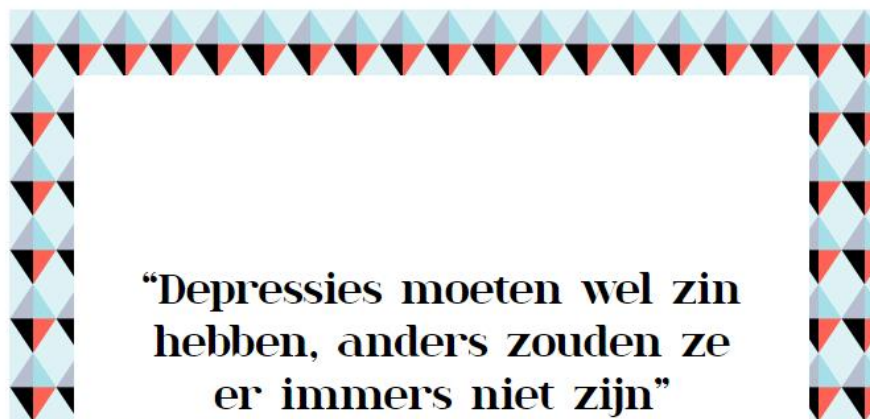 “Depressies moeten wel zin
hebben, anders zouden ze
er immers niet zijn”